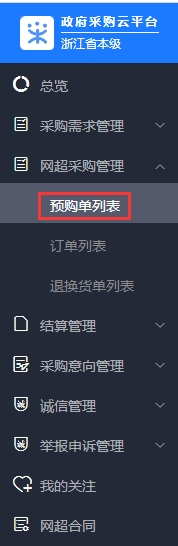 政府采购云平台
浙江省本级
总览
采购需求管理
网超采购管理
预购单列表
订单列表
退换货单列表
结算管理
采购意向管理
诚信管理
举报申诉管理
我的关注
网超合同